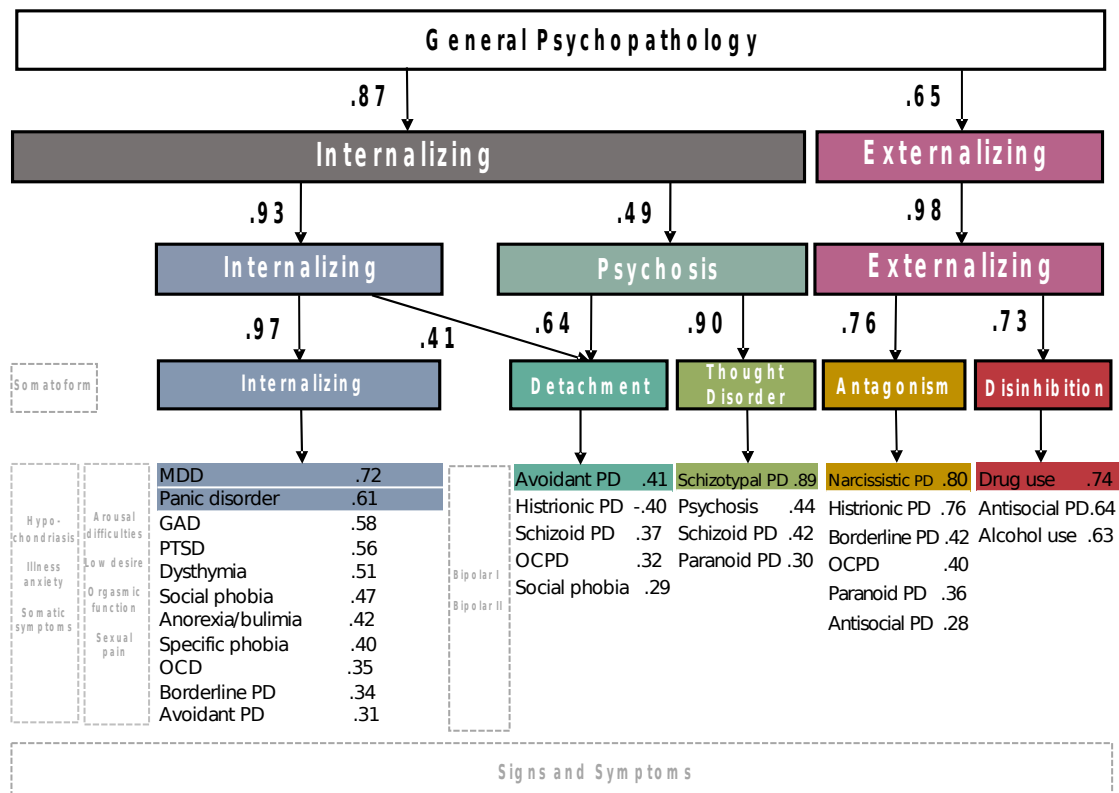 General Psychopathology
.87
.65
Internalizing
Externalizing
.93
.49
.98
Internalizing
Psychosis
Externalizing
.97
.41
.64
.90
.76
.73
Somatoform
Internalizing
Detachment
Thought
Disorder
Antagonism
Disinhibition
Hypo-
chondriasis
Illness
anxiety
Somatic
symptoms
Arousal
difficulties
Low desire
Orgasmic
function
Sexual
pain
MDD .72
Panic disorder .61
GAD .58
PTSD .56
Dysthymia .51
Social phobia .47
Anorexia/bulimia .42
Specific phobia .40
OCD .35
Borderline PD .34
Avoidant PD .31
Bipolar I
Bipolar II
Avoidant PD .41
Histrionic PD -.40
Schizoid PD .37
OCPD .32
Social phobia .29
Schizotypal PD .89
Psychosis .44
Schizoid PD .42
Paranoid PD .30
Narcissistic PD .80
Histrionic PD .76
Borderline PD .42
OCPD .40
Paranoid PD .36
Antisocial PD .28
Drug use .74
Antisocial PD .64
Alcohol use .63
Signs and Symptoms